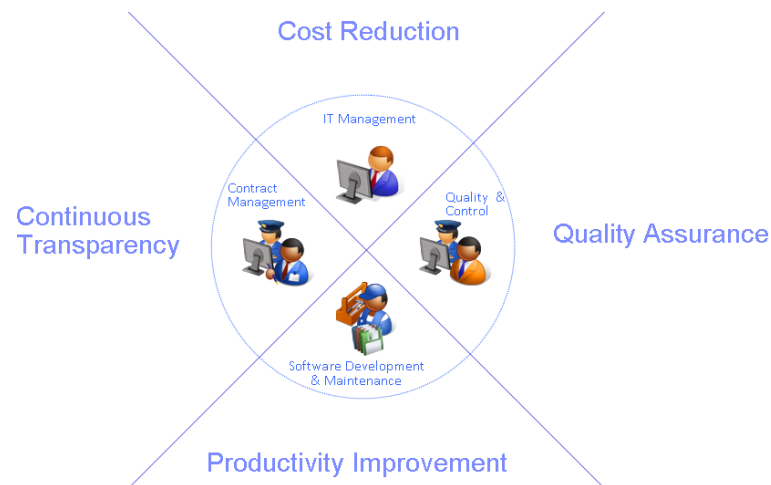 Cost Reduction
IT Management
Contract
Management
Quality &
Control
Continuous
Transparency
Quality Assurance
Software Development
& Maintenance
Productivity Improvement